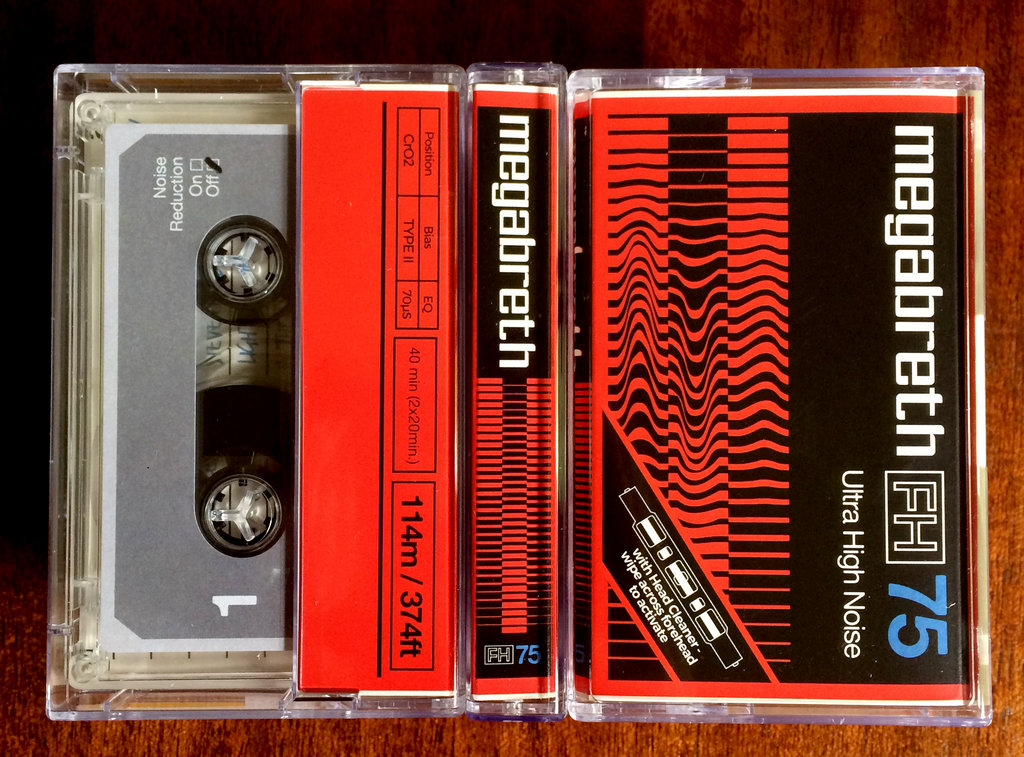 Noise
Reduction
On
Off
1
Position
Bias
EQ
CrO2
TYPE II
70µS
40 min (2x20min.)
114m / 374ft
megabreth
FH 75
megabreth FH 75
Ultra High Noise
with Head Cleaner -
wipe across forehead
to activate